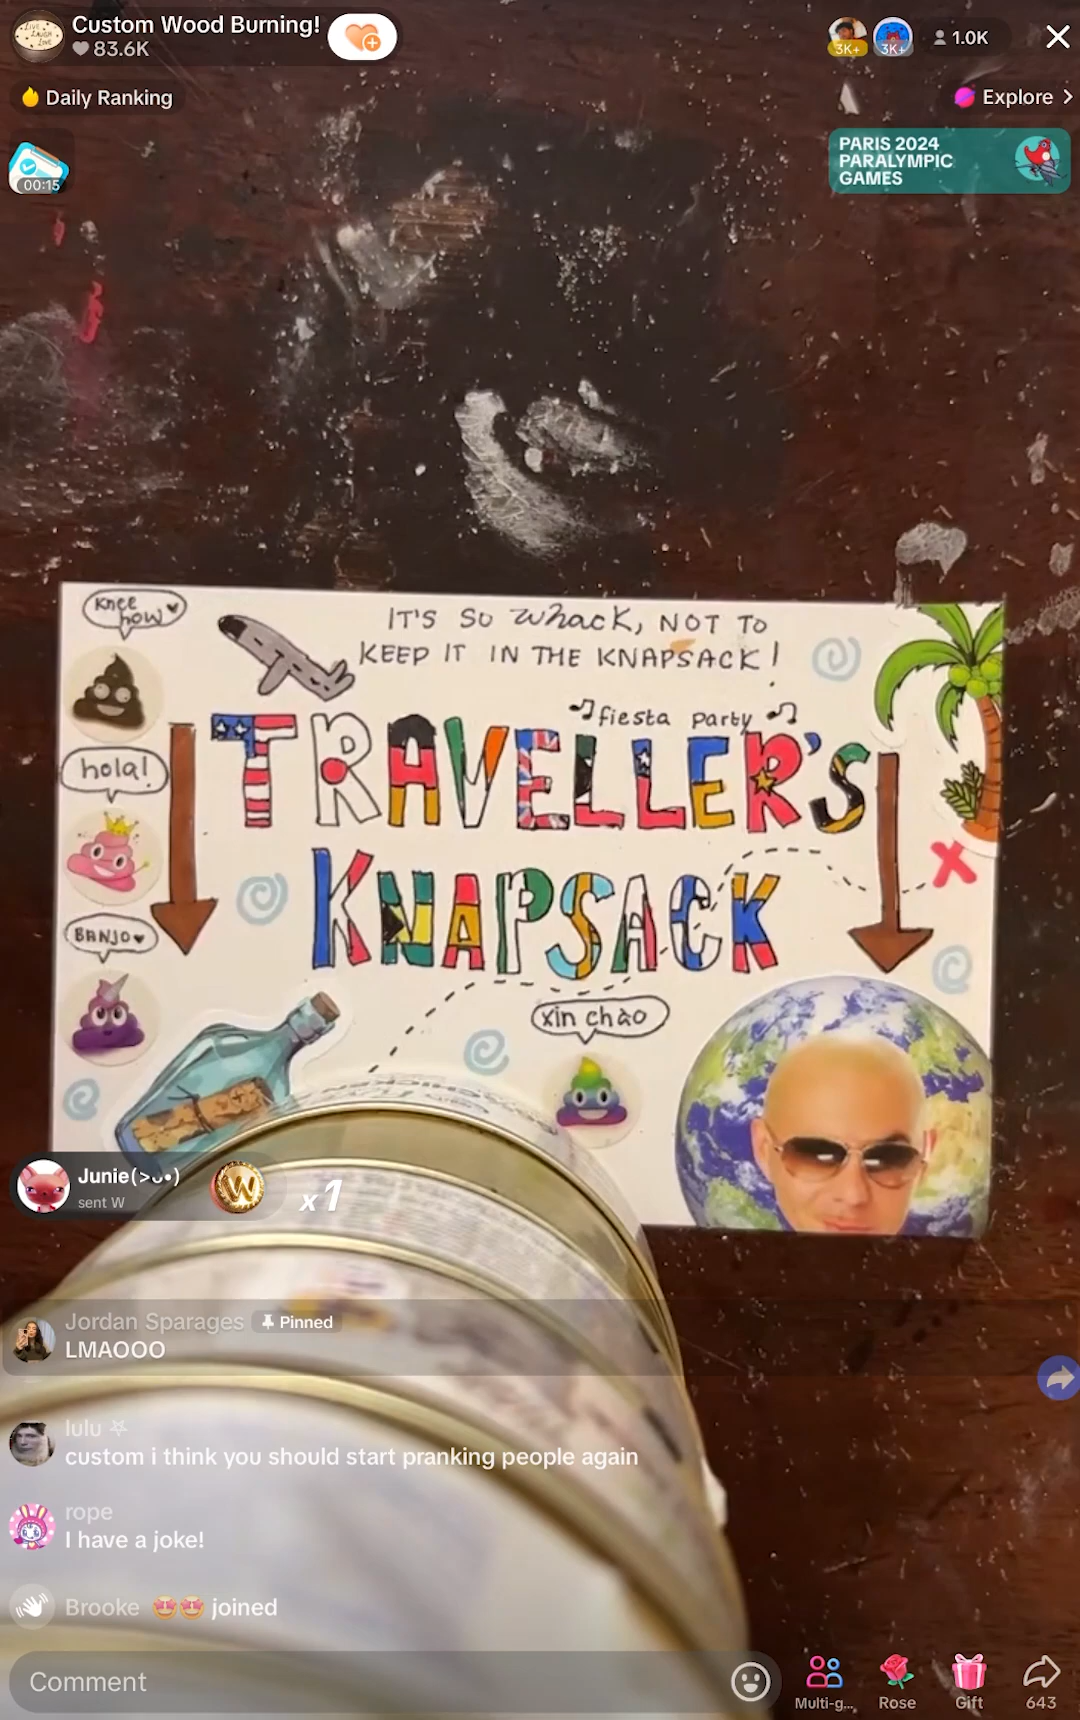 Custom Wood Burning!
83.6K
3K+
3K+
1.0K
Daily Ranking
Explore
00:15
PARIS 2024
PARALYMPIC
GAMES
Knee
how
IT'S SO whack, NOT TO
KEEP IT IN THE KNAPSACK!
fiesta party
hola!
TRAVELLER'S
KNAPSACK
BANJO
xin chào
Junie(>ᴗ•)
sent W
W
x1
Jordan Sparages Pinned
LMAOOO
lulu
custom i think you should start pranking people again
rope
I have a joke!
Brooke 🤩🤩 joined
Comment
Multi-g...
Rose
Gift
643